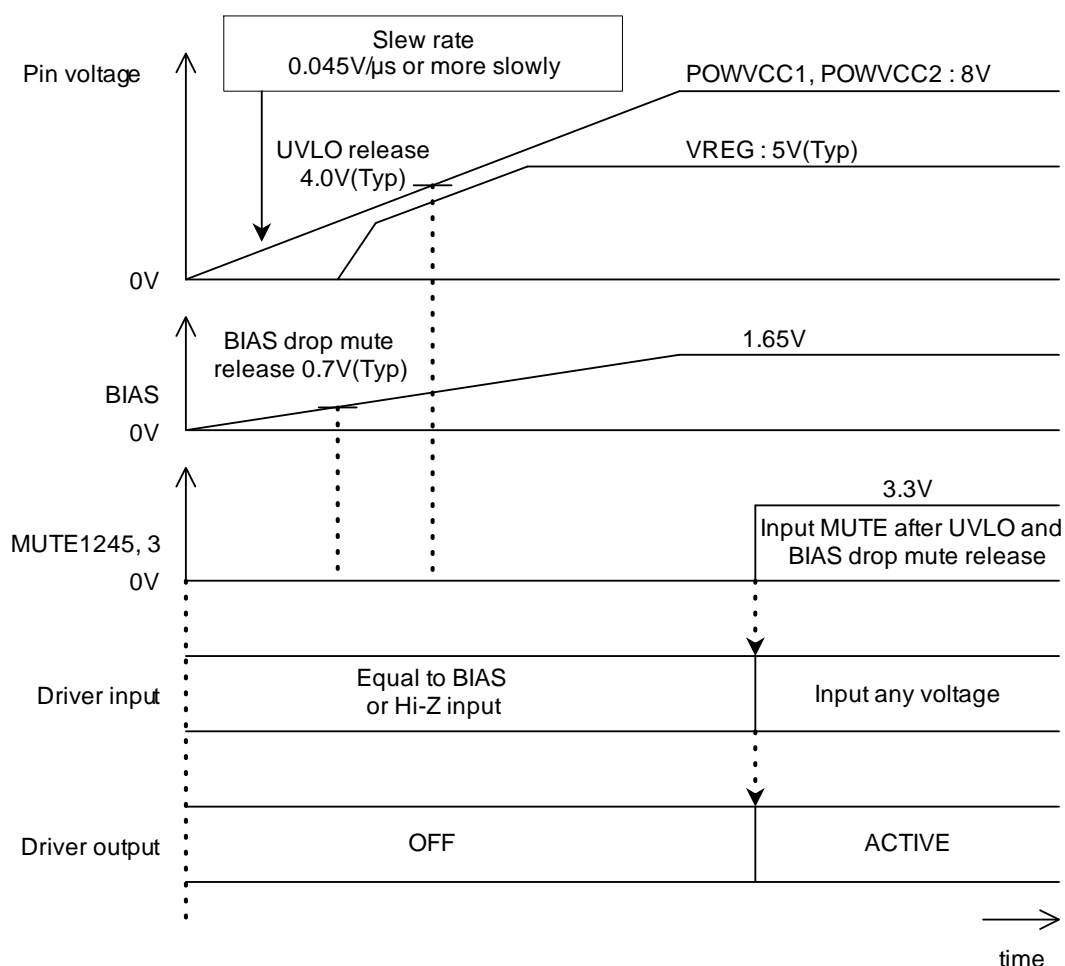 Slew rate
0.045V/µs or more slowly
Pin voltage
POWVCC1, POWVCC2 : 8V
UVLO release
4.0V(Typ)
VREG : 5V(Typ)
0V
BIAS drop mute
release 0.7V(Typ)
1.65V
BIAS
0V
3.3V
MUTE1245, 3
Input MUTE after UVLO and
BIAS drop mute release
0V
Driver input
Equal to BIAS
or Hi-Z input
Input any voltage
Driver output
OFF
ACTIVE
time